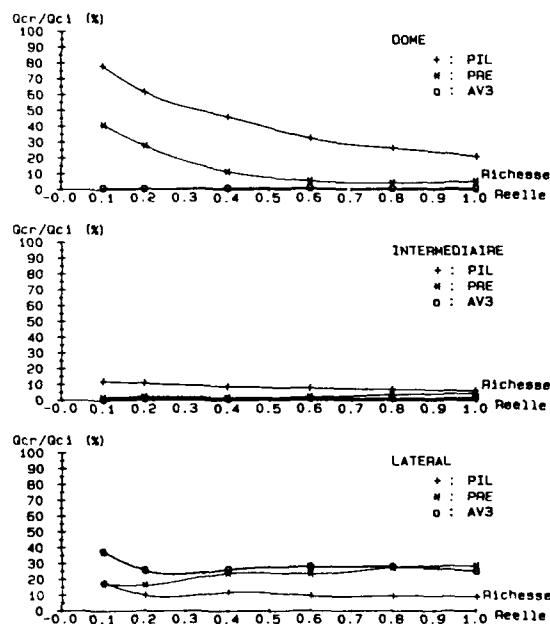 Qcr/Qci (%)
100
90
80
70
60
50
40
30
20
10
0
DOME
+ : PIL
* : PRE
o : AV3
Richesse
Reelle
-0.0 0.1 0.2 0.3 0.4 0.5 0.6 0.7 0.8 0.9 1.0
Qcr/Qci (%)
100
90
80
70
60
50
40
30
20
10
0
INTERMEDIAIRE
+ : PIL
* : PRE
o : AV3
Richesse
Reelle
-0.0 0.1 0.2 0.3 0.4 0.5 0.6 0.7 0.8 0.9 1.0
Qcr/Qci (%)
100
90
80
70
60
50
40
30
20
10
0
LATERAL
+ : PIL
* : PRE
o : AV3
Richesse
Reelle
-0.0 0.1 0.2 0.3 0.4 0.5 0.6 0.7 0.8 0.9 1.0